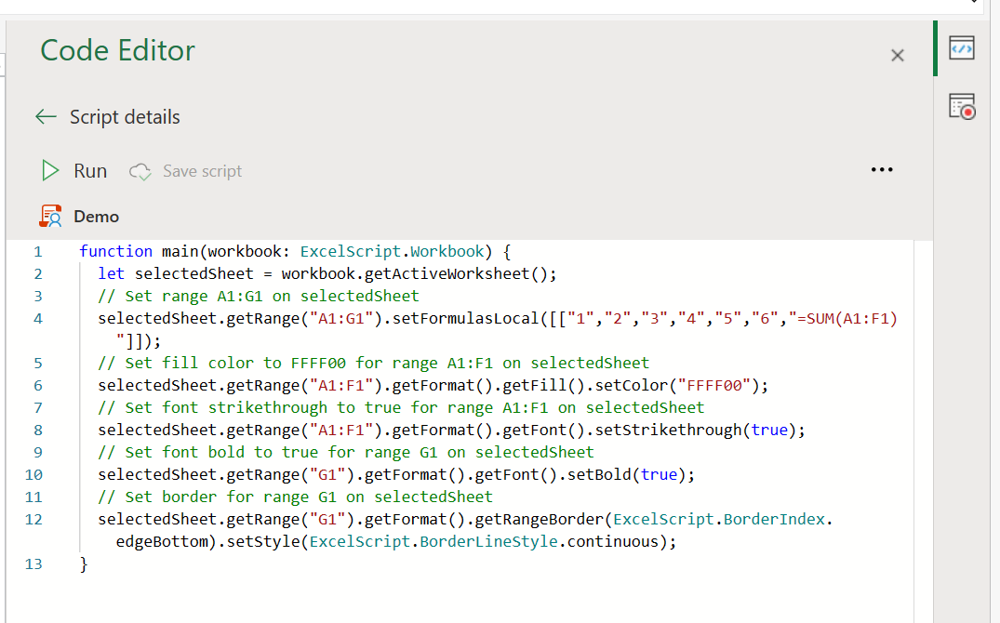 Code Editor
Script details
Run Save script
Demo
1 function main(workbook: ExcelScript.Workbook) {
2 let selectedSheet = workbook.getActiveWorksheet();
3 // Set range A1:G1 on selectedSheet
4 selectedSheet.getRange("A1:G1").setFormulasLocal([["1","2","3","4","5","6","=SUM(A1:F1)
"]]);
5 // Set fill color to FFFF00 for range A1:F1 on selectedSheet
6 selectedSheet.getRange("A1:F1").getFormat().getFill().setColor("FFFF00");
7 // Set font strikethrough to true for range A1:F1 on selectedSheet
8 selectedSheet.getRange("A1:F1").getFormat().getFont().setStrikethrough(true);
9 // Set font bold to true for range G1 on selectedSheet
10 selectedSheet.getRange("G1").getFormat().getFont().setBold(true);
11 // Set border for range G1 on selectedSheet
12 selectedSheet.getRange("G1").getFormat().getRangeBorder(ExcelScript.BorderIndex.
edgeBottom).setStyle(ExcelScript.BorderLineStyle.continuous);
13 }